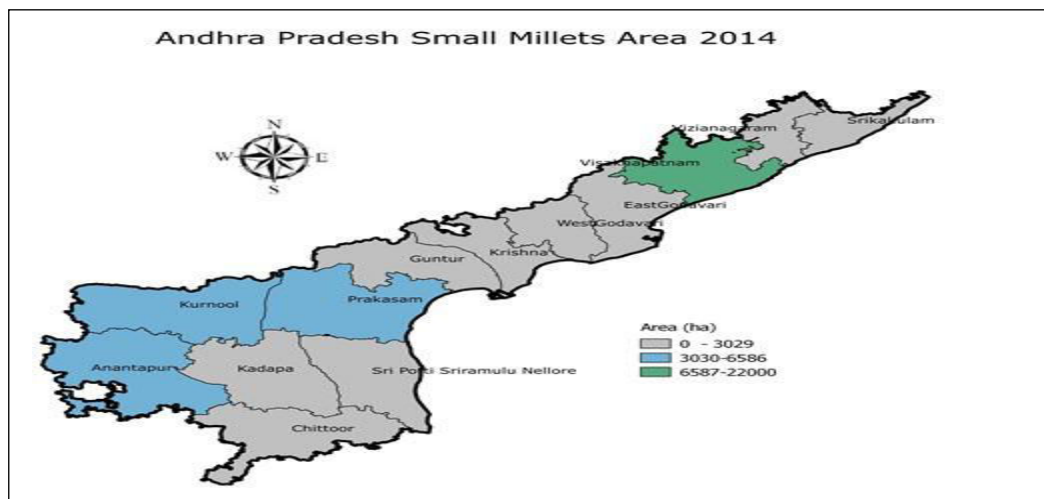 Andhra Pradesh Small Millets Area 2014
N
W E
S
Srikakulam
Vizianagaram
Visakhapatnam
EastGodavari
WestGodavari
Krishna
Guntur
Prakasam
Kurnool
Anantapur
Kadapa
Sri Potti Sriramulu Nellore
Chittoor
Area (ha)
0 - 3029
3030-6586
6587-22000